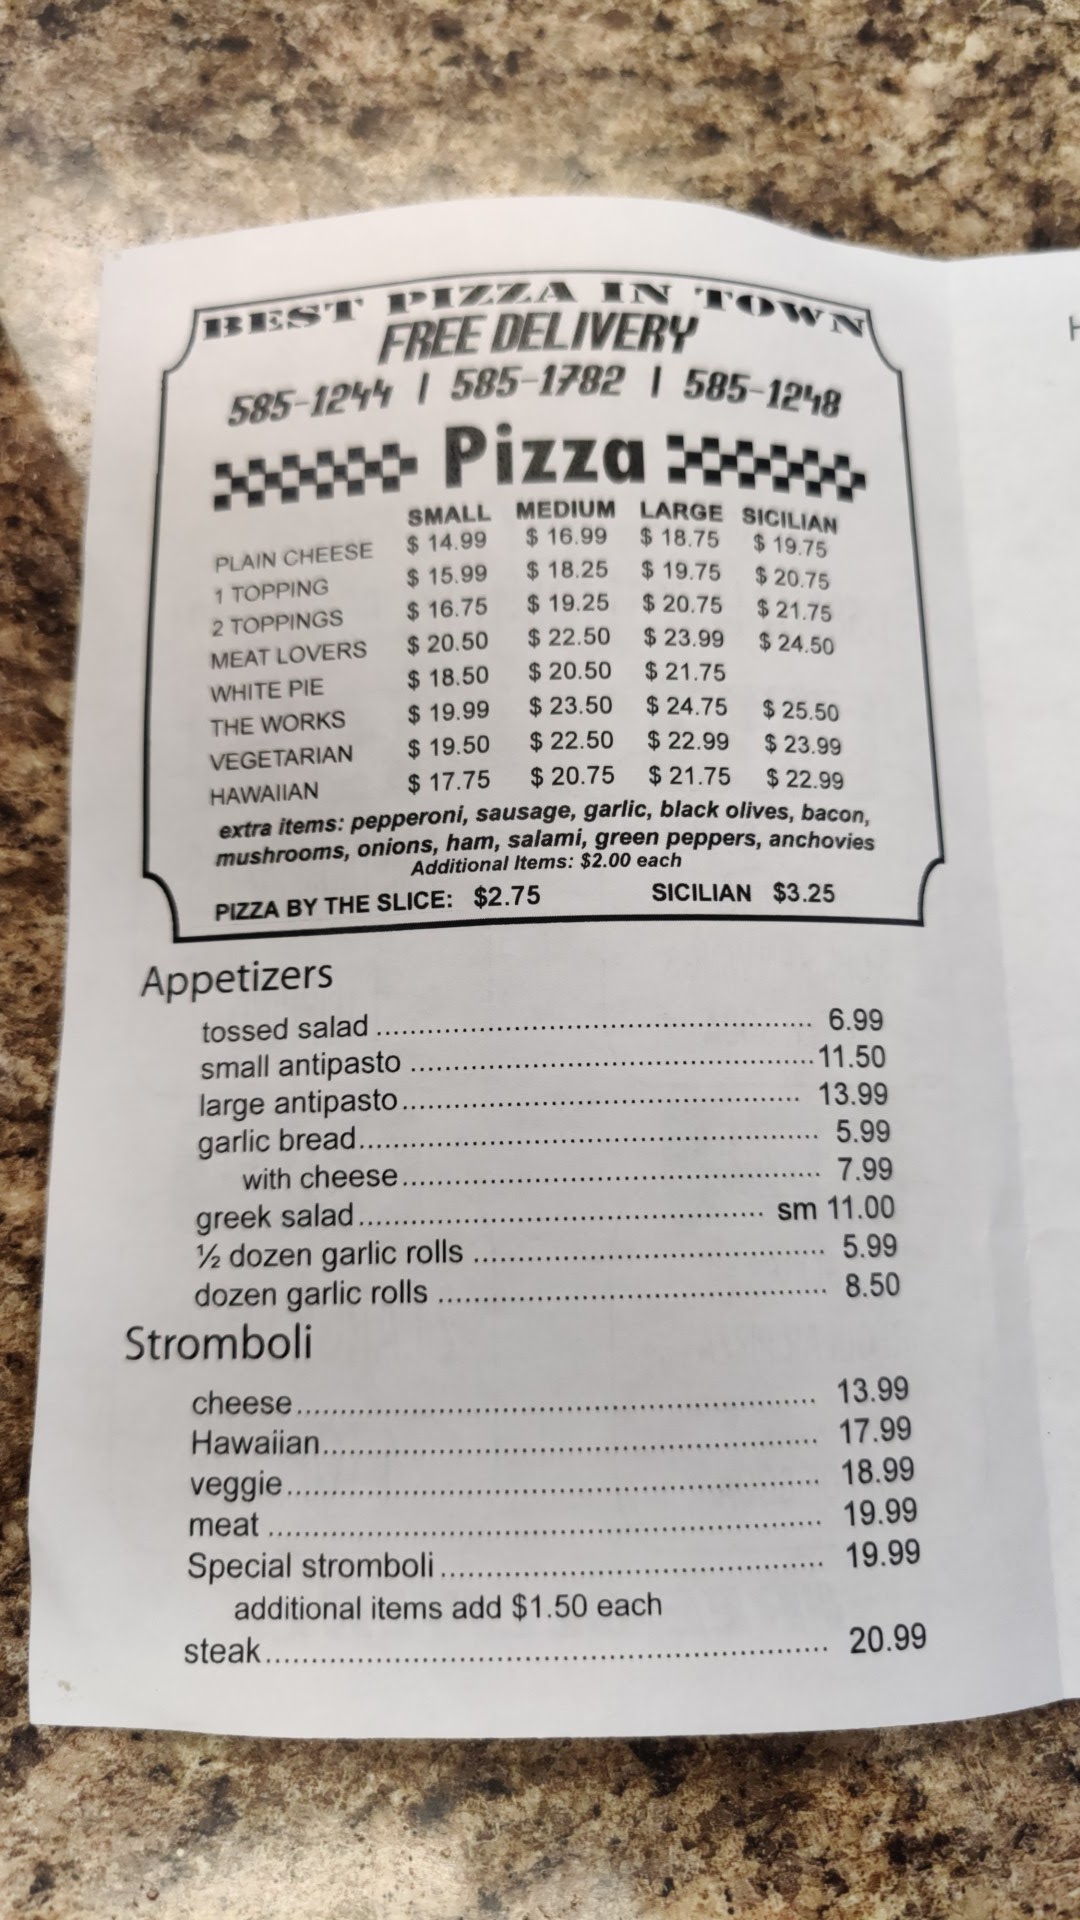 BEST PIZZA IN TOWN
FREE DELIVERY
585-1244 | 585-1782 | 585-1248
Pizza
SMALL MEDIUM LARGE SICILIAN
PLAIN CHEESE $ 14.99 $ 16.99 $ 18.75 $ 19.75
1 TOPPING $ 15.99 $ 18.25 $ 19.75 $ 20.75
2 TOPPINGS $ 16.75 $ 19.25 $ 20.75 $ 21.75
MEAT LOVERS $ 20.50 $ 22.50 $ 23.99 $ 24.50
WHITE PIE $ 18.50 $ 20.50 $ 21.75
THE WORKS $ 19.99 $ 23.50 $ 24.75 $ 25.50
VEGETARIAN $ 19.50 $ 22.50 $ 22.99 $ 23.99
HAWAIIAN $ 17.75 $ 20.75 $ 21.75 $ 22.99
extra items: pepperoni, sausage, garlic, black olives, bacon,
mushrooms, onions, ham, salami, green peppers, anchovies
Additional Items: $2.00 each
PIZZA BY THE SLICE: $2.75 SICILIAN $3.25
Appetizers
tossed salad ........ 6.99
small antipasto ........ 11.50
large antipasto ........ 13.99
garlic bread ........ 5.99
with cheese ........ 7.99
greek salad ........ sm 11.00
½ dozen garlic rolls ........ 5.99
dozen garlic rolls ........ 8.50
Stromboli
cheese ........ 13.99
Hawaiian ........ 17.99
veggie ........ 18.99
meat ........ 19.99
Special stromboli ........ 19.99
additional items add $1.50 each
steak ........ 20.99